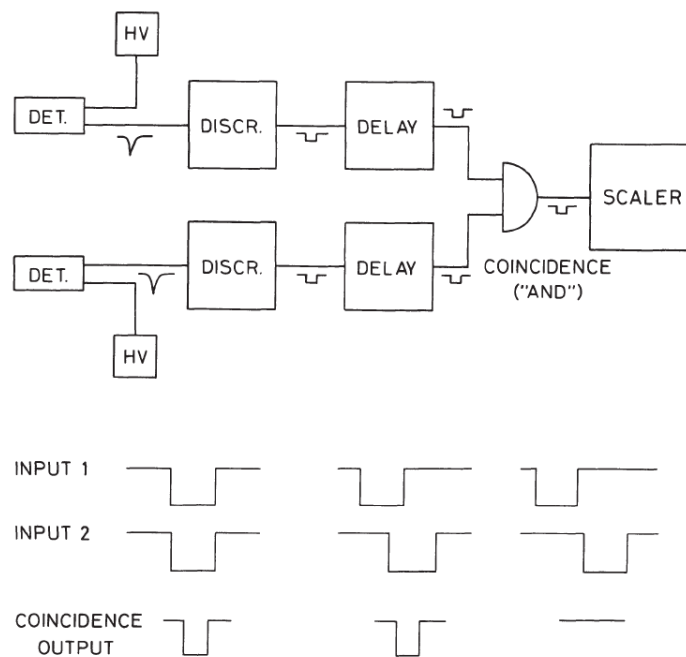 HV
DET.
DISCR.
DELAY
SCALER
DET.
DISCR.
DELAY
COINCIDENCE
("AND")
HV
INPUT 1
INPUT 2
COINCIDENCE
OUTPUT